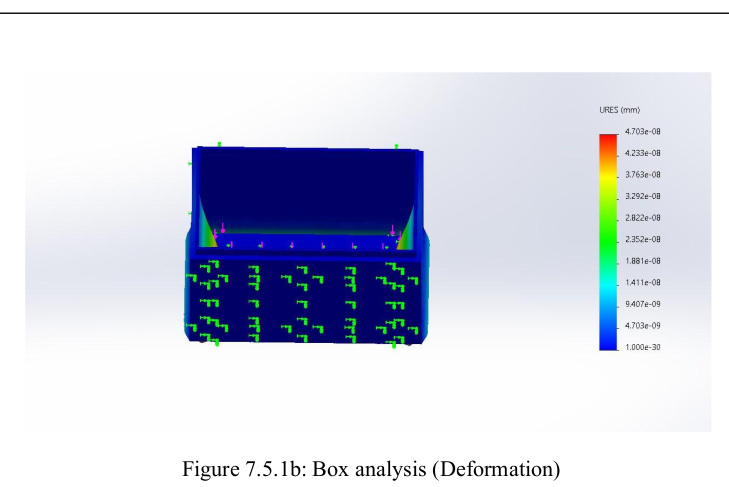 URES (mm)
4.703e-08
4.233e-08
3.763e-08
3.292e-08
2.822e-08
2.352e-08
1.881e-08
1.411e-08
9.407e-09
4.703e-09
1.000e-30
Figure 7.5.1b: Box analysis (Deformation)